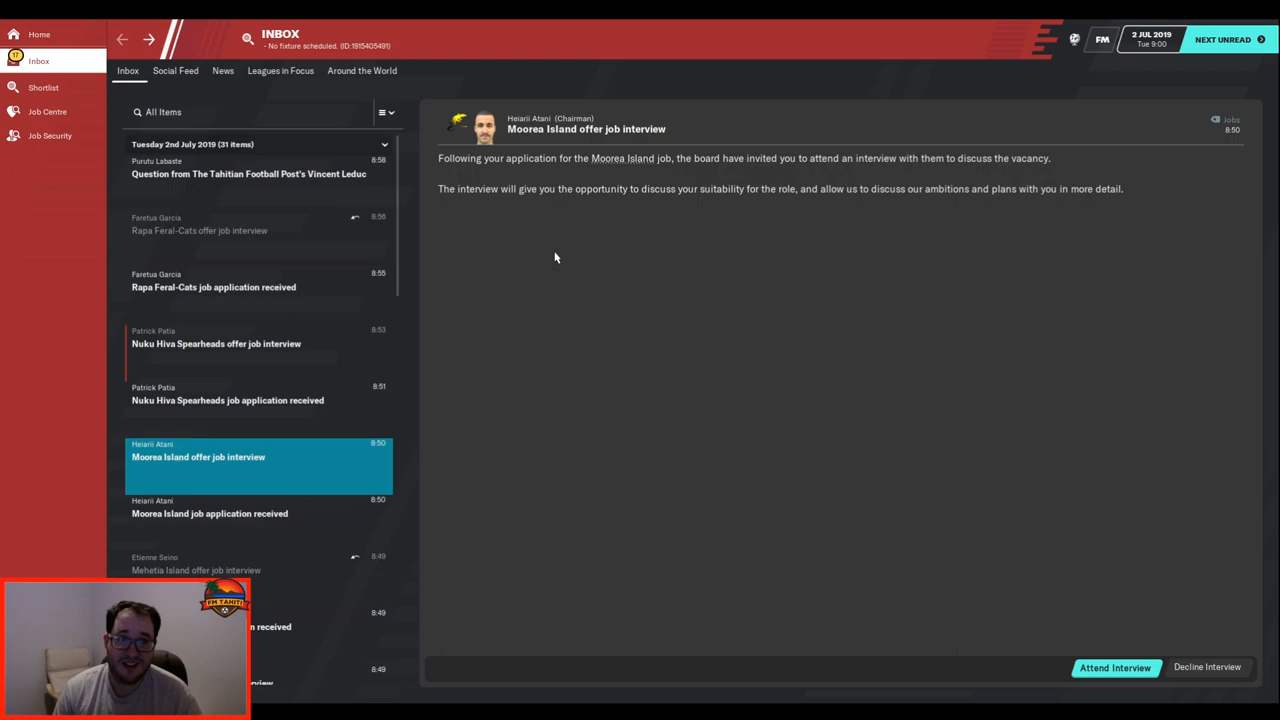 Home
17
Inbox
Shortlist
Job Centre
Job Security
INBOX
- No fixture scheduled. (ID:1915405491)
FM
2 JUL 2019
Tue 9:00
NEXT UNREAD
Inbox
Social Feed
News
Leagues in Focus
Around the World
All Items
Tuesday 2nd July 2019 (31 items)
Purutu Labaste
8:58
Question from The Tahitian Football Post's Vincent Leduc
Faretua Garcia
8:56
Rapa Feral-Cats offer job interview
Faretua Garcia
8:55
Rapa Feral-Cats job application received
Patrick Patia
8:53
Nuku Hiva Spearheads offer job interview
Patrick Patia
8:51
Nuku Hiva Spearheads job application received
Heiarii Atani
8:50
Moorea Island offer job interview
Heiarii Atani
8:50
Moorea Island job application received
Etienne Seino
8:49
Mehetia Island offer job interview
8:49
received
8:49
Heiarii Atani (Chairman)
Moorea Island offer job interview
Jobs
8:50
Following your application for the Moorea Island job, the board have invited you to attend an interview with them to discuss the vacancy.
The interview will give you the opportunity to discuss your suitability for the role, and allow us to discuss our ambitions and plans with you in more detail.
Attend Interview
Decline Interview
FM TAHITI